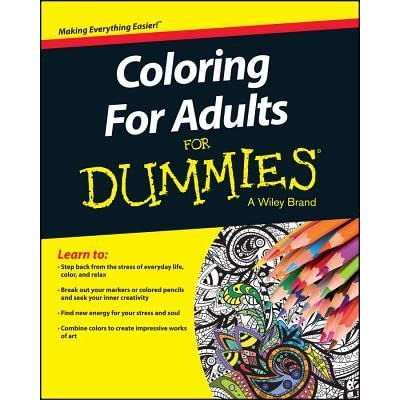 Making Everything Easier!™
Coloring
For Adults
FOR
DUMMIES®
A Wiley Brand
Learn to:
• Step back from the stress of everyday life,
color, and relax
• Break out your markers or colored pencils
and seek your inner creativity
• Find new energy for your stress and soul
• Combine colors to create impressive works
of art